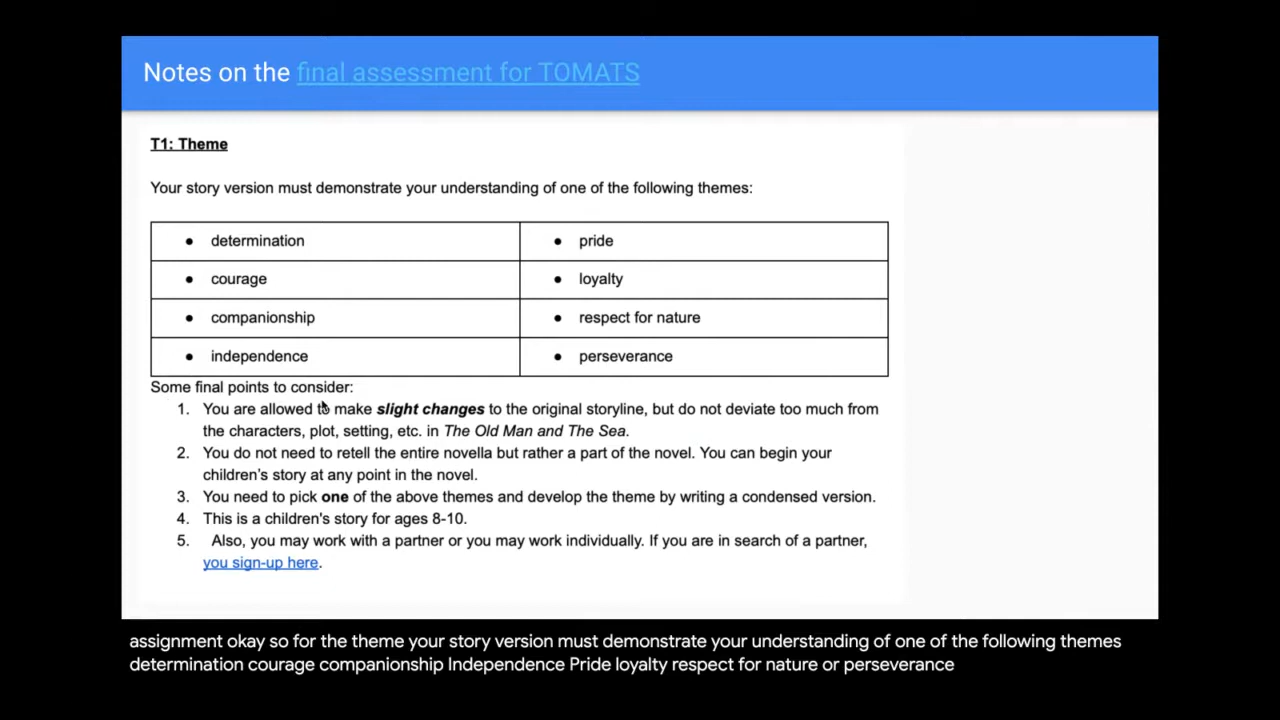 Notes on the final assessment for TOMATS
T1: Theme
Your story version must demonstrate your understanding of one of the following themes:
● determination
● pride
● courage
● loyalty
● companionship
● respect for nature
● independence
● perseverance
Some final points to consider:
1. You are allowed to make slight changes to the original storyline, but do not deviate too much from
the characters, plot, setting, etc. in The Old Man and The Sea.
2. You do not need to retell the entire novella but rather a part of the novel. You can begin your
children's story at any point in the novel.
3. You need to pick one of the above themes and develop the theme by writing a condensed version.
4. This is a children's story for ages 8-10.
5. Also, you may work with a partner or you may work individually. If you are in search of a partner,
you sign-up here.
assignment okay so for the theme your story version must demonstrate your understanding of one of the following themes
determination courage companionship Independence Pride loyalty respect for nature or perseverance